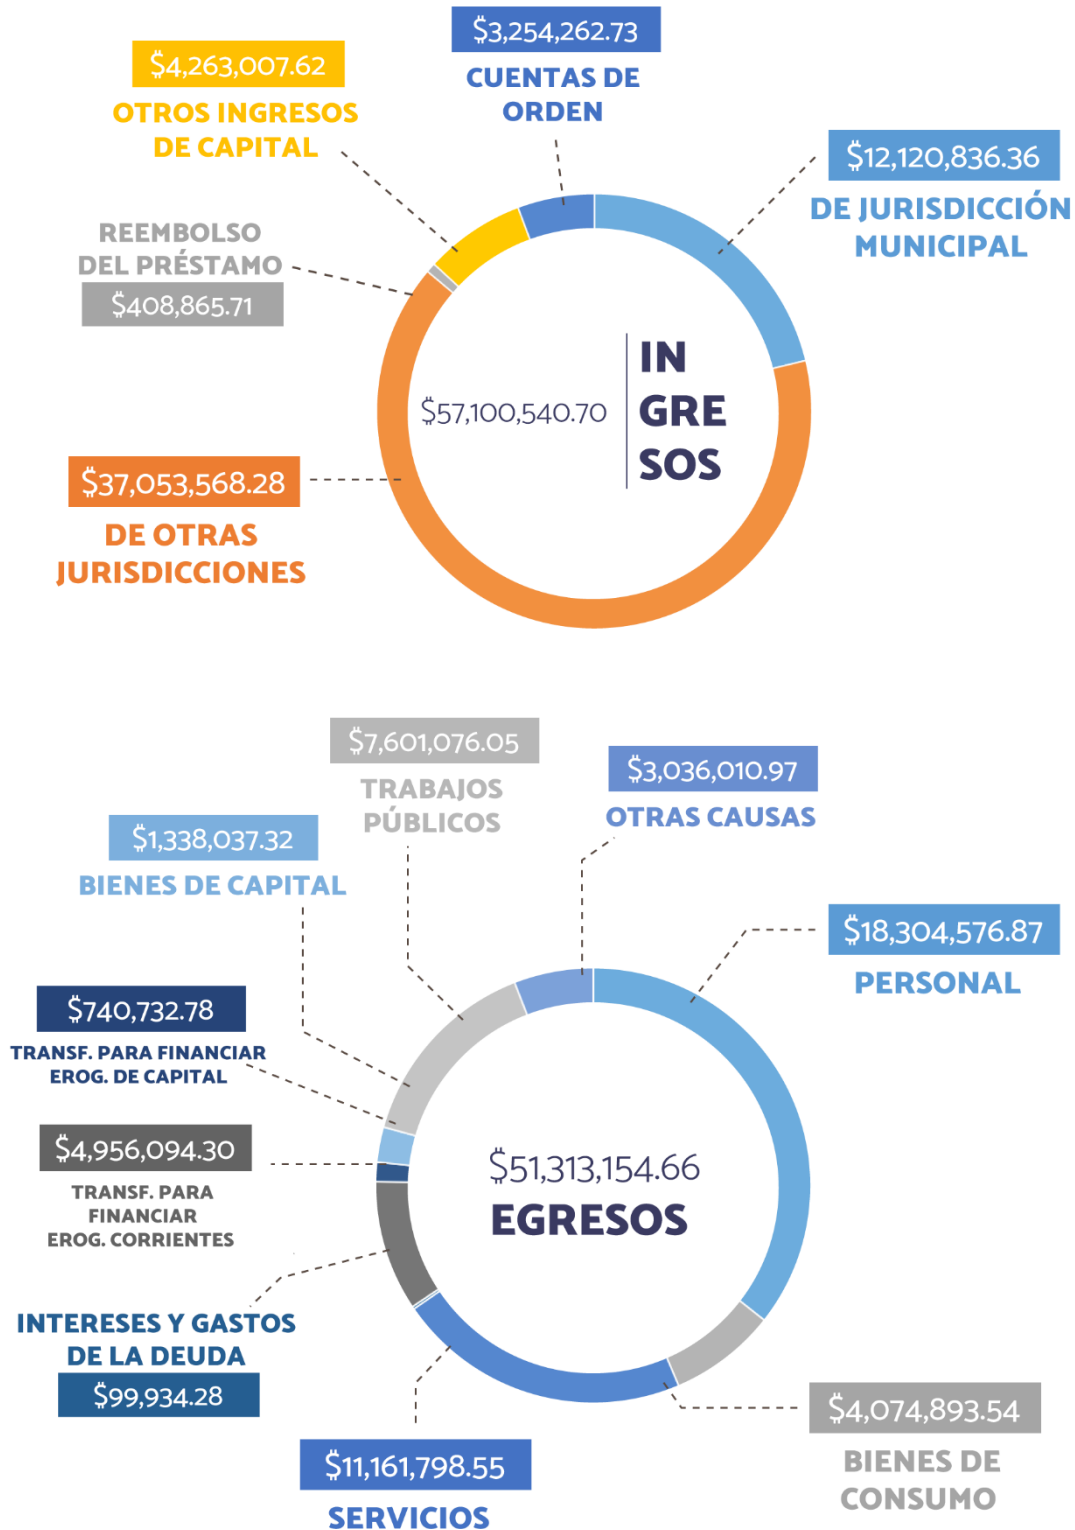 $3,254,262.73
CUENTAS DE
ORDEN
$4,263,007.62
OTROS INGRESOS
DE CAPITAL
$12,120,836.36
DE JURISDICCIÓN
MUNICIPAL
REEMBOLSO
DEL PRÉSTAMO
$408,865.71
$57,100,540.70
IN
GRE
SOS
$37,053,568.28
DE OTRAS
JURISDICCIONES
$7,601,076.05
TRABAJOS
PÚBLICOS
$3,036,010.97
OTRAS CAUSAS
$1,338,037.32
BIENES DE CAPITAL
$18,304,576.87
PERSONAL
$740,732.78
TRANSF. PARA FINANCIAR
EROG. DE CAPITAL
$4,956,094.30
TRANSF. PARA
FINANCIAR
EROG. CORRIENTES
$51,313,154.66
EGRESOS
INTERESES Y GASTOS
DE LA DEUDA
$99,934.28
$4,074,893.54
BIENES DE
CONSUMO
$11,161,798.55
SERVICIOS